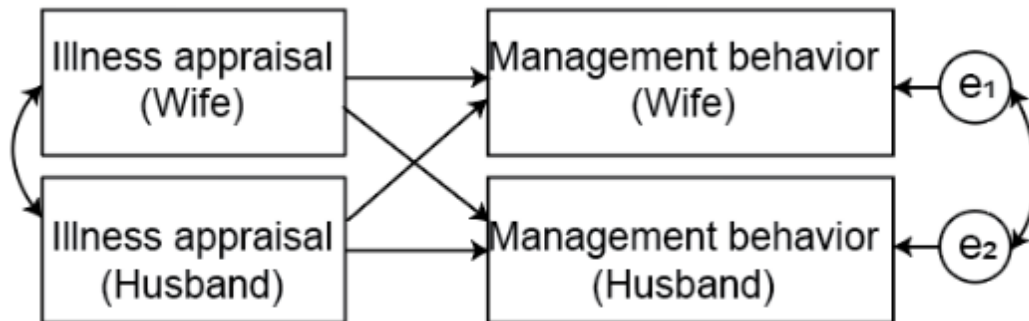 Illness appraisal
(Wife)
Management behavior
(Wife)
e₁
Illness appraisal
(Husband)
Management behavior
(Husband)
e₂